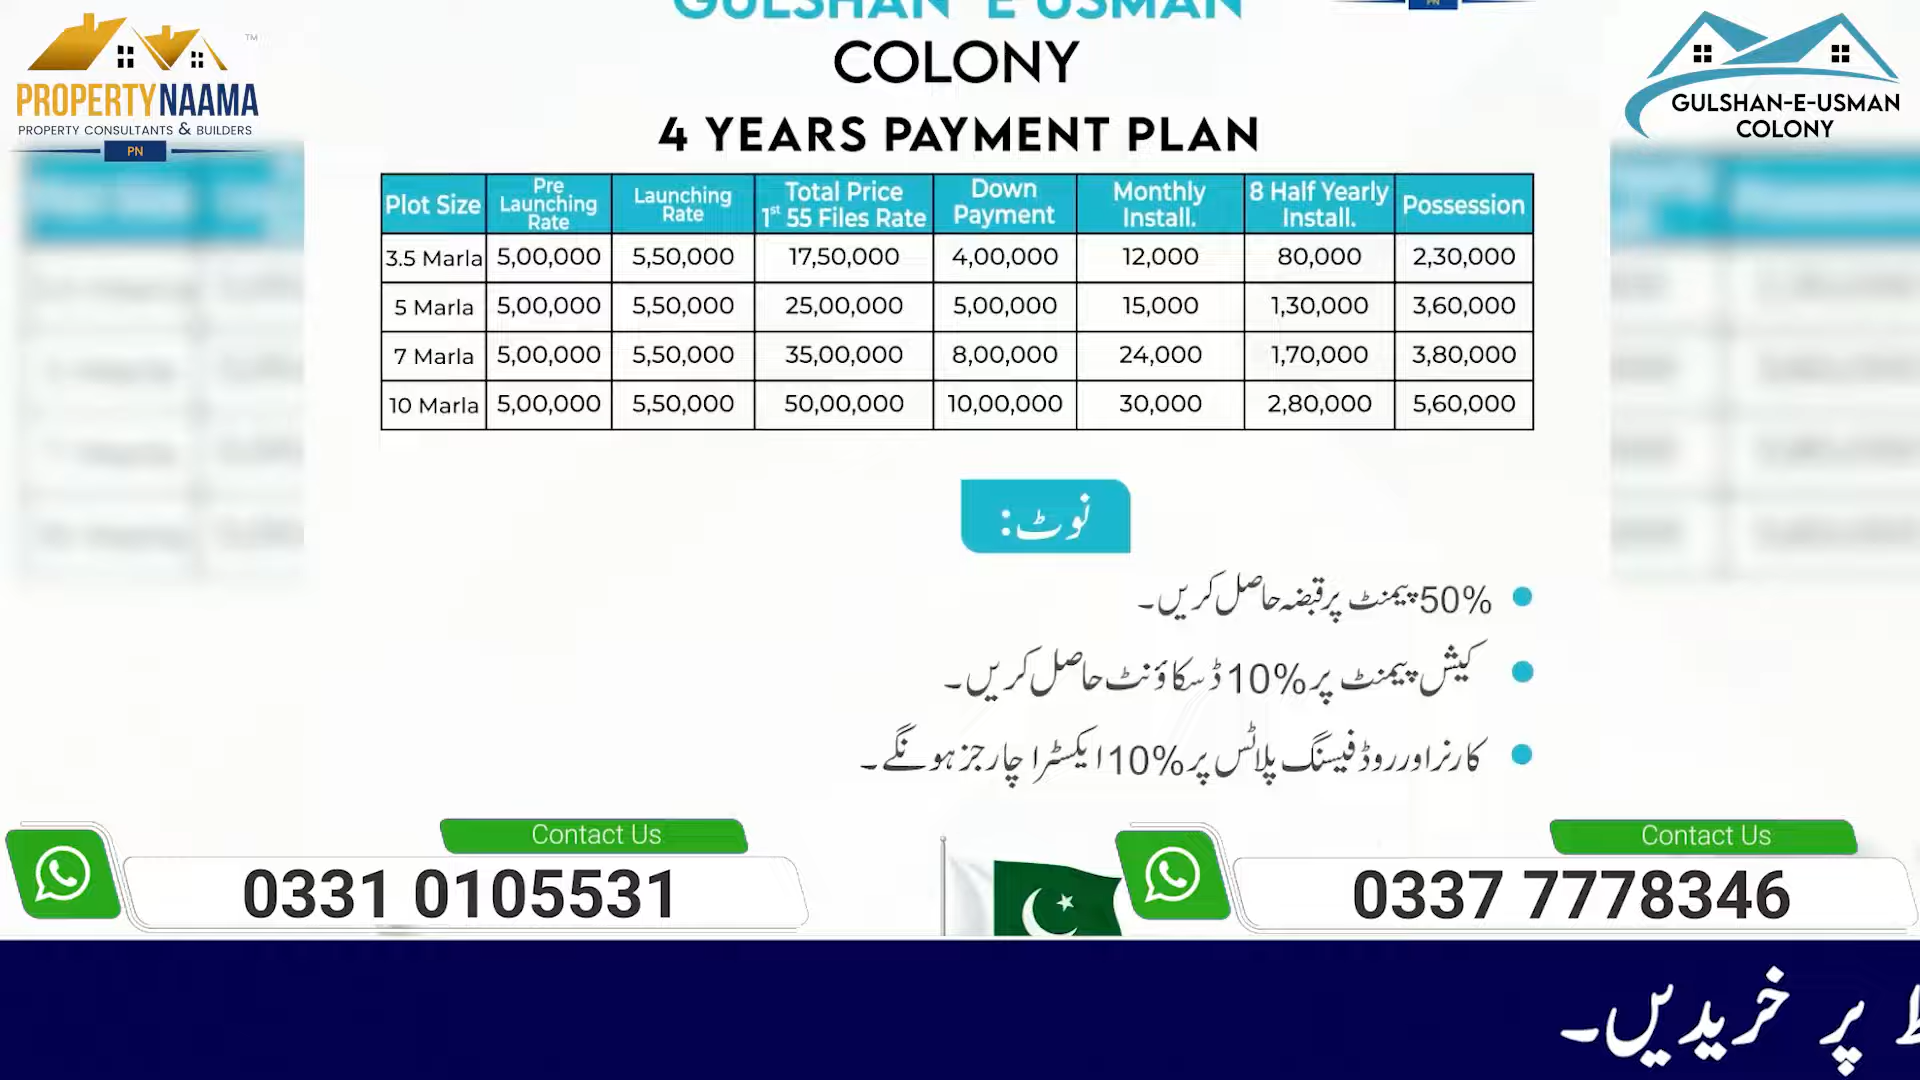 GULSHAN-E-USMAN
COLONY
4 YEARS PAYMENT PLAN
PROPERTYNAAMA
TM
PROPERTY CONSULTANTS & BUILDERS
PN
PN
GULSHAN-E-USMAN
COLONY
Plot Size Pre Launching Rate Launching Rate Total Price 1st 55 Files Rate Down Payment Monthly Install. 8 Half Yearly Install. Possession
3.5 Marla 5,00,000 5,50,000 17,50,000 4,00,000 12,000 80,000 2,30,000
5 Marla 5,00,000 5,50,000 25,00,000 5,00,000 15,000 1,30,000 3,60,000
7 Marla 5,00,000 5,50,000 35,00,000 8,00,000 24,000 1,70,000 3,80,000
10 Marla 5,00,000 5,50,000 50,00,000 10,00,000 30,000 2,80,000 5,60,000
نوٹ:
50% پیمنٹ پر قبضہ حاصل کریں۔
کیش پیمنٹ پر 10% ڈسکاؤنٹ حاصل کریں۔
کارنر اور روڈ فیسنگ پلاٹس پر 10% ایکسٹرا چارجز ہونگے۔
Contact Us
0331 0105531
Contact Us
0337 7778346
پر خریدیں۔